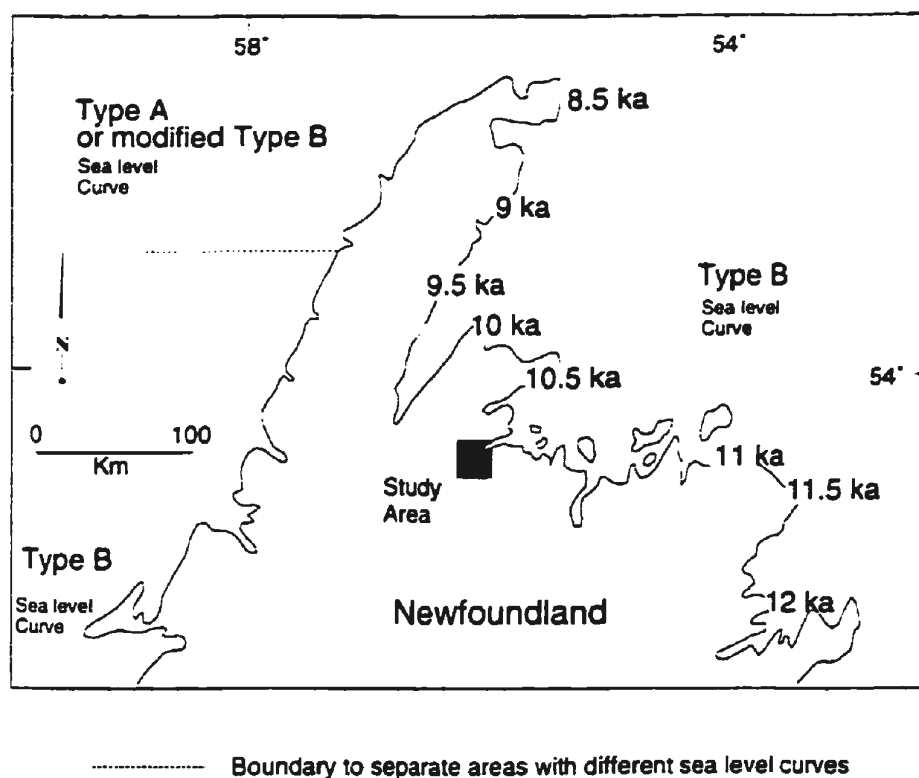 58°
54°
Type A
or modified Type B
Sea level
Curve
8.5 ka
9 ka
9.5 ka
10 ka
Type B
Sea level
Curve
N
54°
10.5 ka
0 100
Km
Study
Area
11 ka
11.5 ka
Type B
Sea level
Curve
Newfoundland
12 ka
Boundary to separate areas with different sea level curves